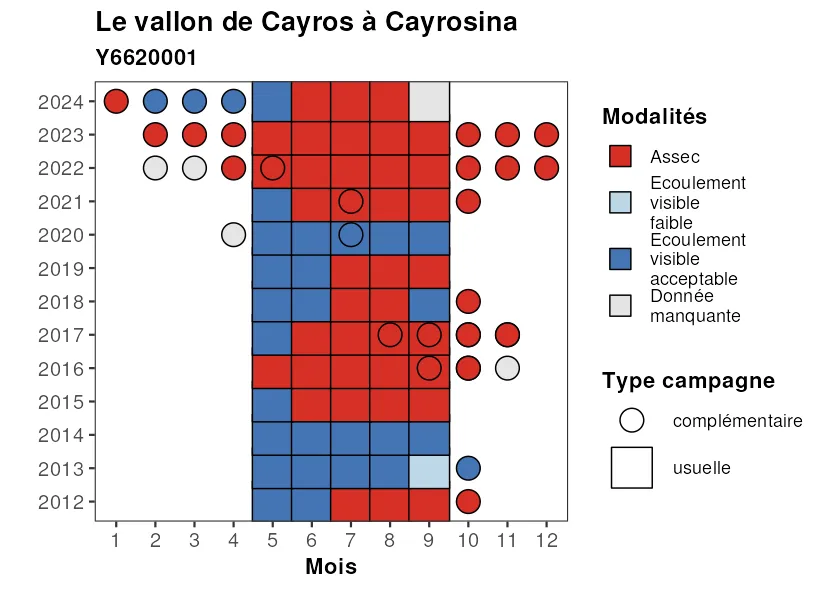 Le vallon de Cayros à Cayrosina
Y6620001
2024
2023
2022
2021
2020
2019
2018
2017
2016
2015
2014
2013
2012
1 2 3 4 5 6 7 8 9 10 11 12
Mois
Modalités
Assec
Ecoulement
visible
faible
Ecoulement
visible
acceptable
Donnée
manquante
Type campagne
complémentaire
usuelle